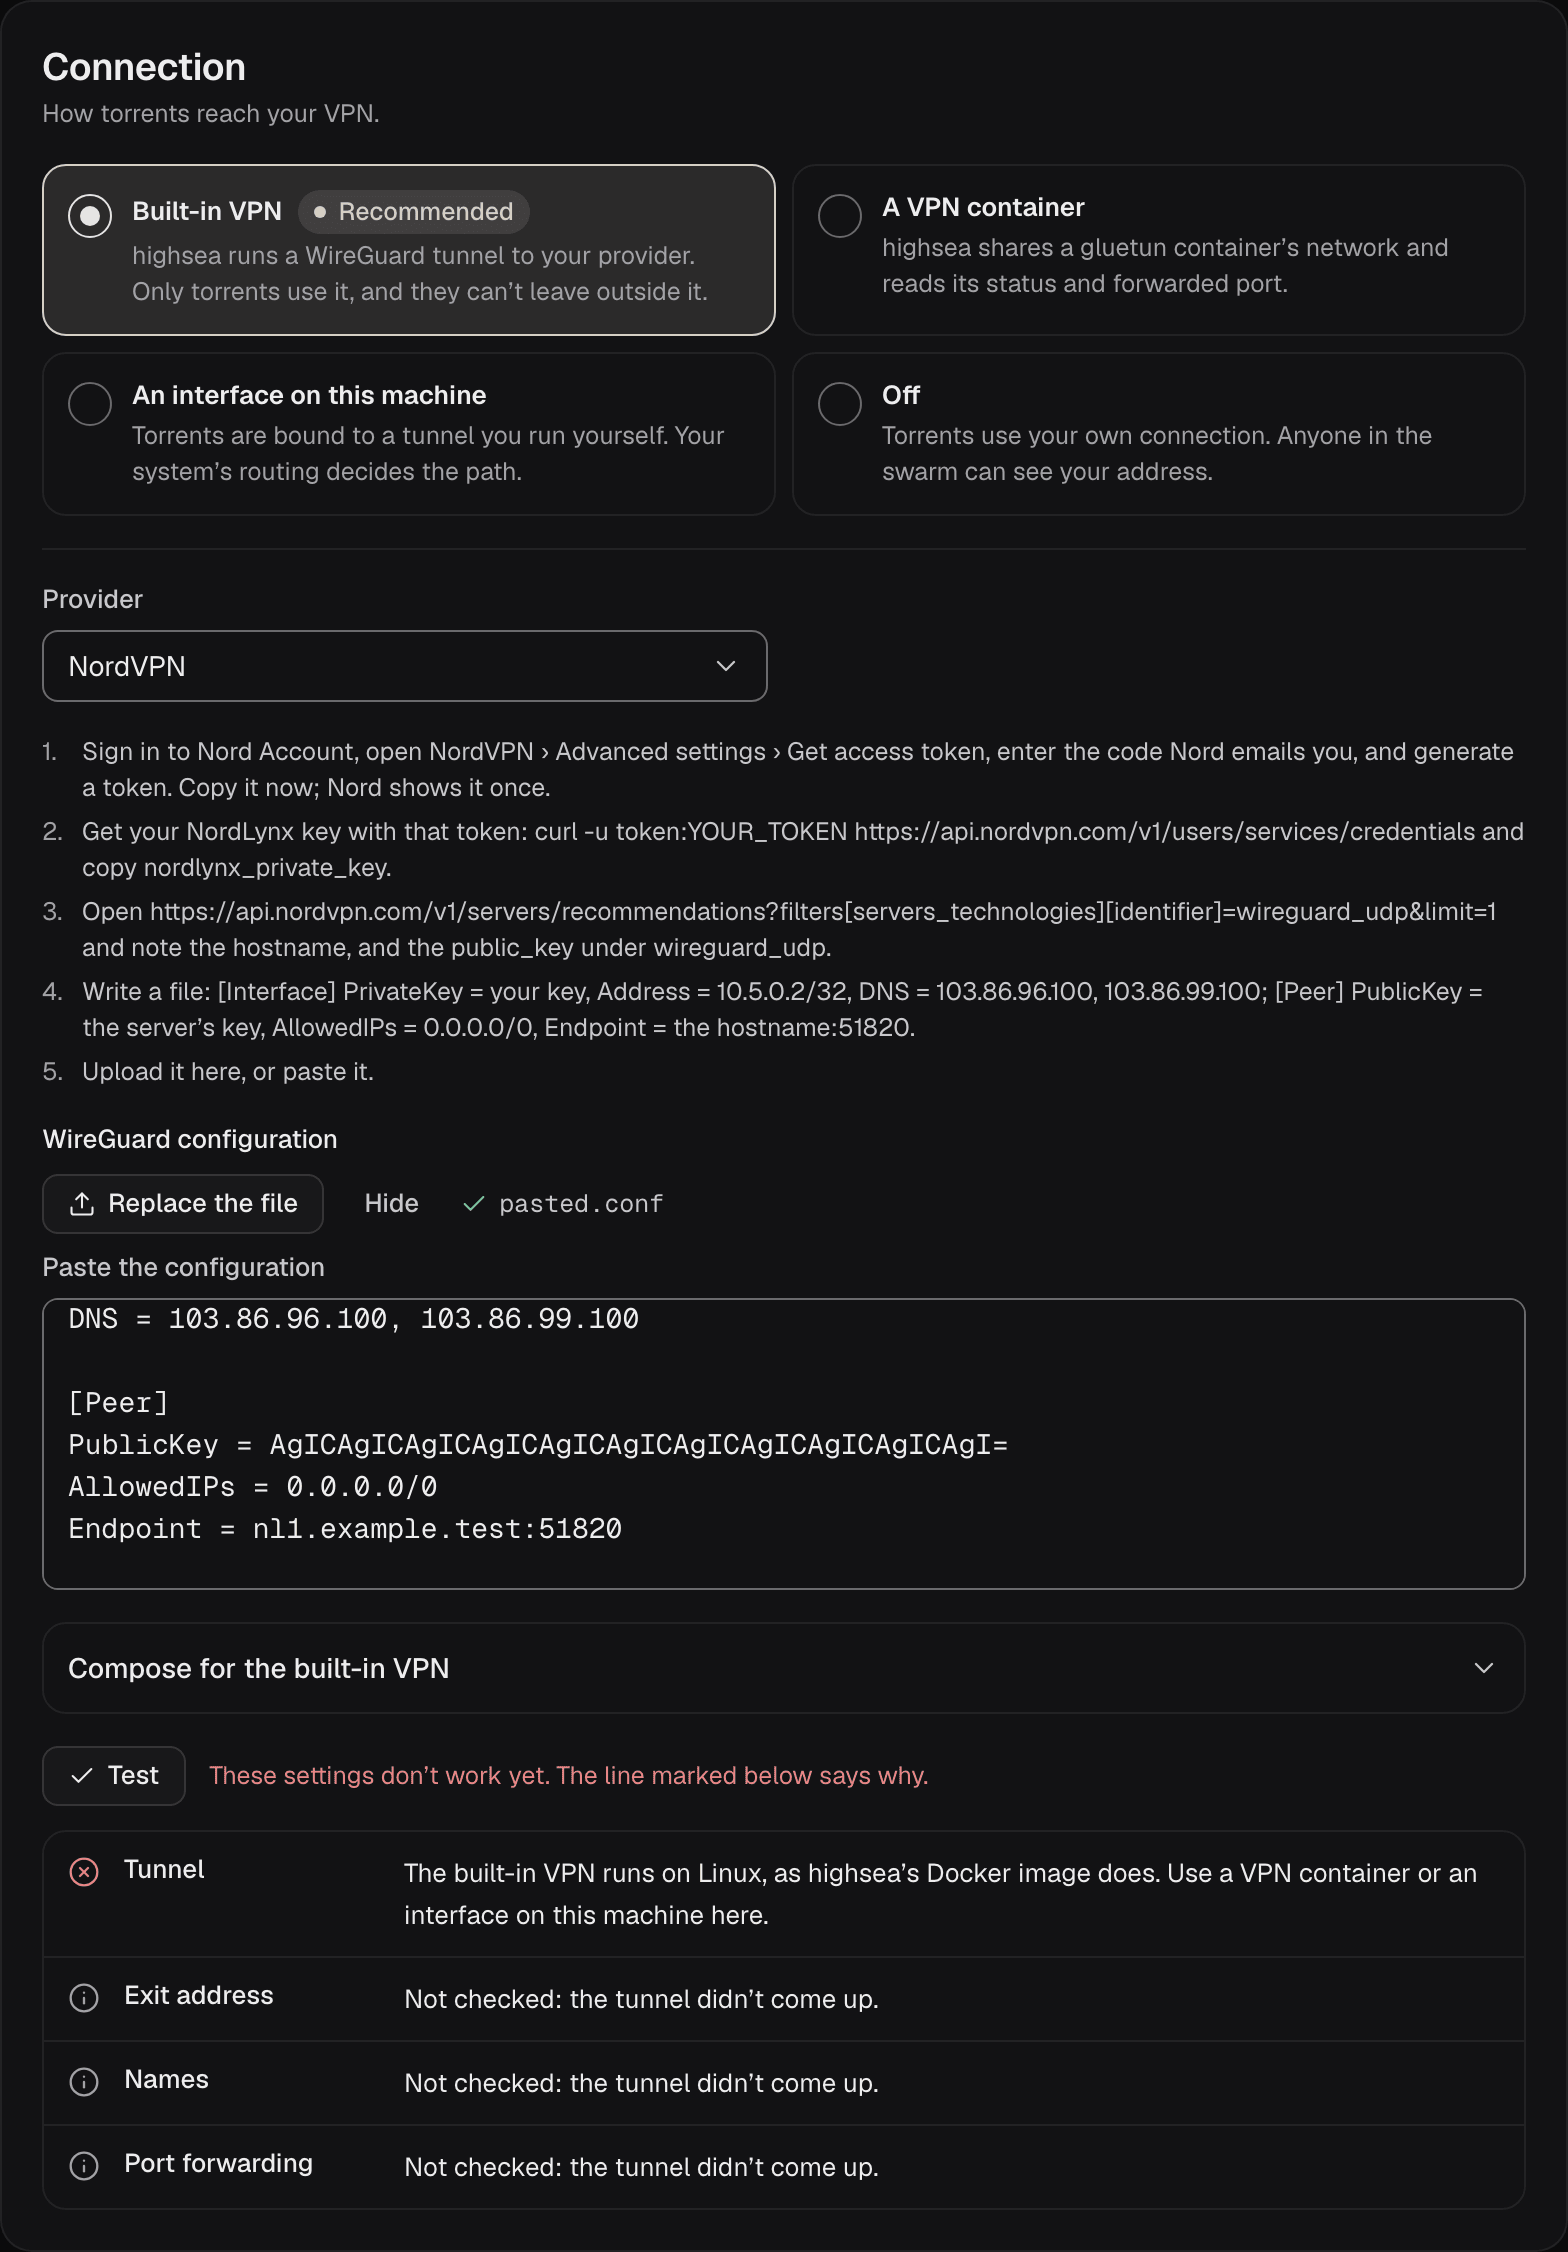 Connection
How torrents reach your VPN.
Built-in VPN
Recommended
highsea runs a WireGuard tunnel to your provider.
Only torrents use it, and they can’t leave outside it.
A VPN container
highsea shares a gluetun container’s network and
reads its status and forwarded port.
An interface on this machine
Torrents are bound to a tunnel you run yourself. Your
system’s routing decides the path.
Off
Torrents use your own connection. Anyone in the
swarm can see your address.
Provider
NordVPN
1. Sign in to Nord Account, open NordVPN › Advanced settings › Get access token, enter the code Nord emails you, and generate
a token. Copy it now; Nord shows it once.
2. Get your NordLynx key with that token: curl -u token:YOUR_TOKEN https://api.nordvpn.com/v1/users/services/credentials and
copy nordlynx_private_key.
3. Open https://api.nordvpn.com/v1/servers/recommendations?filters[servers_technologies][identifier]=wireguard_udp&limit=1
and note the hostname, and the public_key under wireguard_udp.
4. Write a file: [Interface] PrivateKey = your key, Address = 10.5.0.2/32, DNS = 103.86.96.100, 103.86.99.100; [Peer] PublicKey =
the server’s key, AllowedIPs = 0.0.0.0/0, Endpoint = the hostname:51820.
5. Upload it here, or paste it.
WireGuard configuration
Replace the file
Hide
pasted.conf
Paste the configuration
DNS = 103.86.96.100, 103.86.99.100
[Peer]
PublicKey = AgICAgICAgICAgICAgICAgICAgICAgICAgICAgICAgI=
AllowedIPs = 0.0.0.0/0
Endpoint = nl1.example.test:51820
Compose for the built-in VPN
Test
These settings don’t work yet. The line marked below says why.
Tunnel
The built-in VPN runs on Linux, as highsea’s Docker image does. Use a VPN container or an
interface on this machine here.
Exit address
Not checked: the tunnel didn’t come up.
Names
Not checked: the tunnel didn’t come up.
Port forwarding
Not checked: the tunnel didn’t come up.